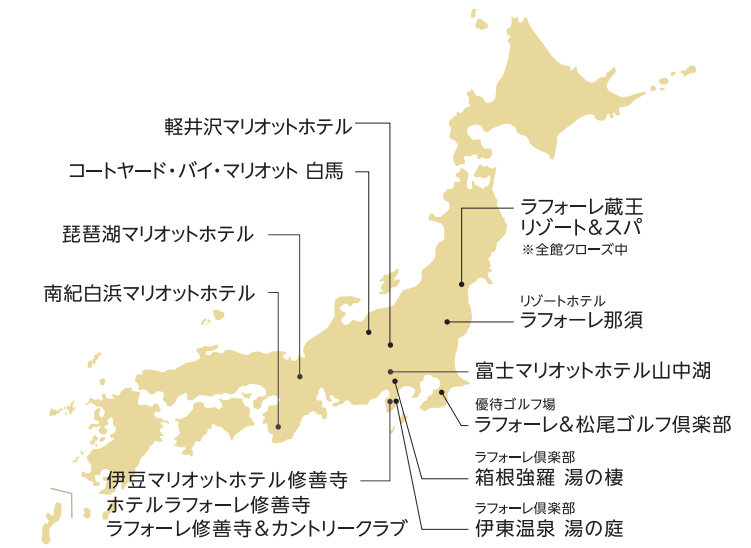 軽井沢マリオットホテル
コートヤード・バイ・マリオット 白馬
琵琶湖マリオットホテル
南紀白浜マリオットホテル
ラフォーレ蔵王
リゾート&スパ
※全館クローズ中
リゾートホテル
ラフォーレ那須
富士マリオットホテル山中湖
優待ゴルフ場
ラフォーレ&松尾ゴルフ倶楽部
ラフォーレ倶楽部
箱根強羅 湯の棲
ラフォーレ倶楽部
伊東温泉 湯の庭
伊豆マリオットホテル修善寺
ホテルラフォーレ修善寺
ラフォーレ修善寺&カントリークラブ